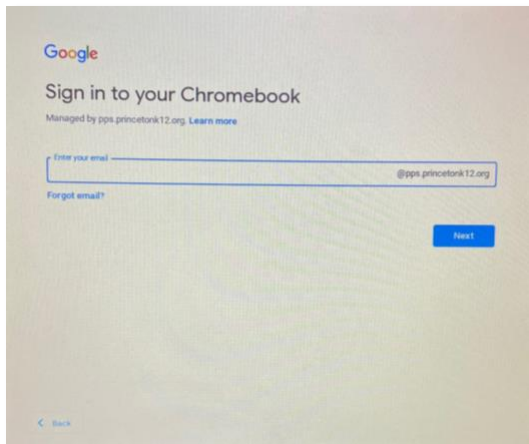 Google
Sign in to your Chromebook
Managed by pps.princetonk12.org. Learn more
Enter your email
@pps.princetonk12.org
Forgot email?
Next
Back